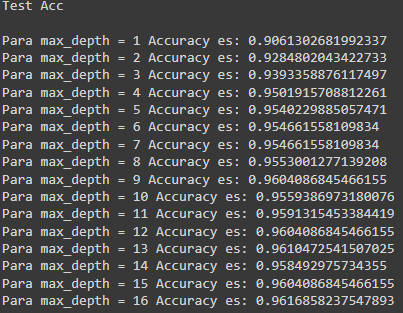 Test Acc
Para max_depth = 1 Accuracy es: 0.9061302681992337
Para max_depth = 2 Accuracy es: 0.9284802043422733
Para max_depth = 3 Accuracy es: 0.9393358876117497
Para max_depth = 4 Accuracy es: 0.9501915708812261
Para max_depth = 5 Accuracy es: 0.9540229885057471
Para max_depth = 6 Accuracy es: 0.954661558109834
Para max_depth = 7 Accuracy es: 0.954661558109834
Para max_depth = 8 Accuracy es: 0.9553001277139208
Para max_depth = 9 Accuracy es: 0.9604086845466155
Para max_depth = 10 Accuracy es: 0.9559386973180076
Para max_depth = 11 Accuracy es: 0.9591315453384419
Para max_depth = 12 Accuracy es: 0.9604086845466155
Para max_depth = 13 Accuracy es: 0.9610472541507025
Para max_depth = 14 Accuracy es: 0.958492975734355
Para max_depth = 15 Accuracy es: 0.9604086845466155
Para max_depth = 16 Accuracy es: 0.9616858237547893